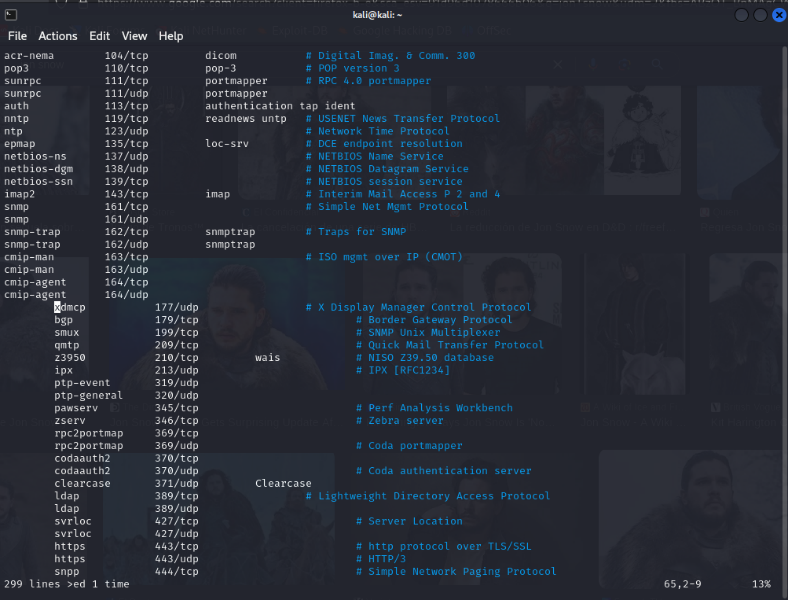 kali@kali: ~
File Actions Edit View Help
acr-nema 104/tcp dicom # Digital Imag. & Comm. 300
pop3 110/tcp pop-3 # POP version 3
sunrpc 111/tcp portmapper # RPC 4.0 portmapper
sunrpc 111/udp portmapper
auth 113/tcp authentication tap ident
nntp 119/tcp readnews untp # USENET News Transfer Protocol
ntp 123/udp # Network Time Protocol
epmap 135/tcp loc-srv # DCE endpoint resolution
netbios-ns 137/udp # NETBIOS Name Service
netbios-dgm 138/udp # NETBIOS Datagram Service
netbios-ssn 139/tcp # NETBIOS session service
imap2 143/tcp imap # Interim Mail Access P 2 and 4
snmp 161/tcp # Simple Net Mgmt Protocol
snmp 161/udp
snmp-trap 162/tcp snmptrap # Traps for SNMP
snmp-trap 162/udp snmptrap
cmip-man 163/tcp # ISO mgmt over IP (CMOT)
cmip-man 163/udp
cmip-agent 164/tcp
cmip-agent 164/udp
xdmcp 177/udp # X Display Manager Control Protocol
bgp 179/tcp # Border Gateway Protocol
smux 199/tcp # SNMP Unix Multiplexer
qmtp 209/tcp # Quick Mail Transfer Protocol
z3950 210/tcp wais # NISO Z39.50 database
ipx 213/udp # IPX [RFC1234]
ptp-event 319/udp
ptp-general 320/udp
pawserv 345/tcp # Perf Analysis Workbench
zserv 346/tcp # Zebra server
rpc2portmap 369/tcp
rpc2portmap 369/udp # Coda portmapper
codaauth2 370/tcp
codaauth2 370/udp # Coda authentication server
clearcase 371/udp Clearcase
ldap 389/tcp # Lightweight Directory Access Protocol
ldap 389/udp
svrloc 427/tcp # Server Location
svrloc 427/udp
https 443/tcp # http protocol over TLS/SSL
https 443/udp # HTTP/3
snpp 444/tcp # Simple Network Paging Protocol
299 lines >ed 1 time 65,2-9 13%